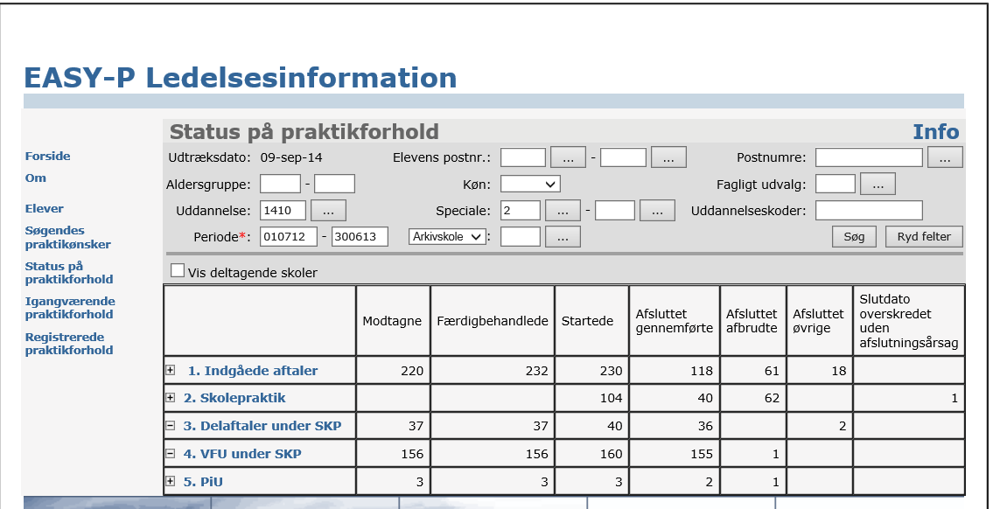 EASY-P Ledelsesinformation
Status på praktikforhold Info
Forside
Om
Elever
Søgendes
praktikønsker
Status på
praktikforhold
Igangværende
praktikforhold
Registrerede
praktikforhold
Udtræksdato: 09-sep-14 Elevens postnr.: ... - ... Postnumre: ...
Aldersgruppe: - Køn: Fagligt udvalg: ...
Uddannelse: 1410 ... Speciale: 2 ... - ... Uddannelseskoder:
Periode*: 010712 - 300613 Arkivskole : ... Søg Ryd felter
Vis deltagende skoler
Modtagne Færdigbehandlede Startede Afsluttet gennemførte Afsluttet afbrudte Afsluttet øvrige Slutdato overskredet uden afslutningsårsag
1. Indgåede aftaler 220 232 230 118 61 18
2. Skolepraktik 104 40 62 1
3. Delaftaler under SKP 37 37 40 36 2
4. VFU under SKP 156 156 160 155 1
5. PiU 3 3 3 2 1